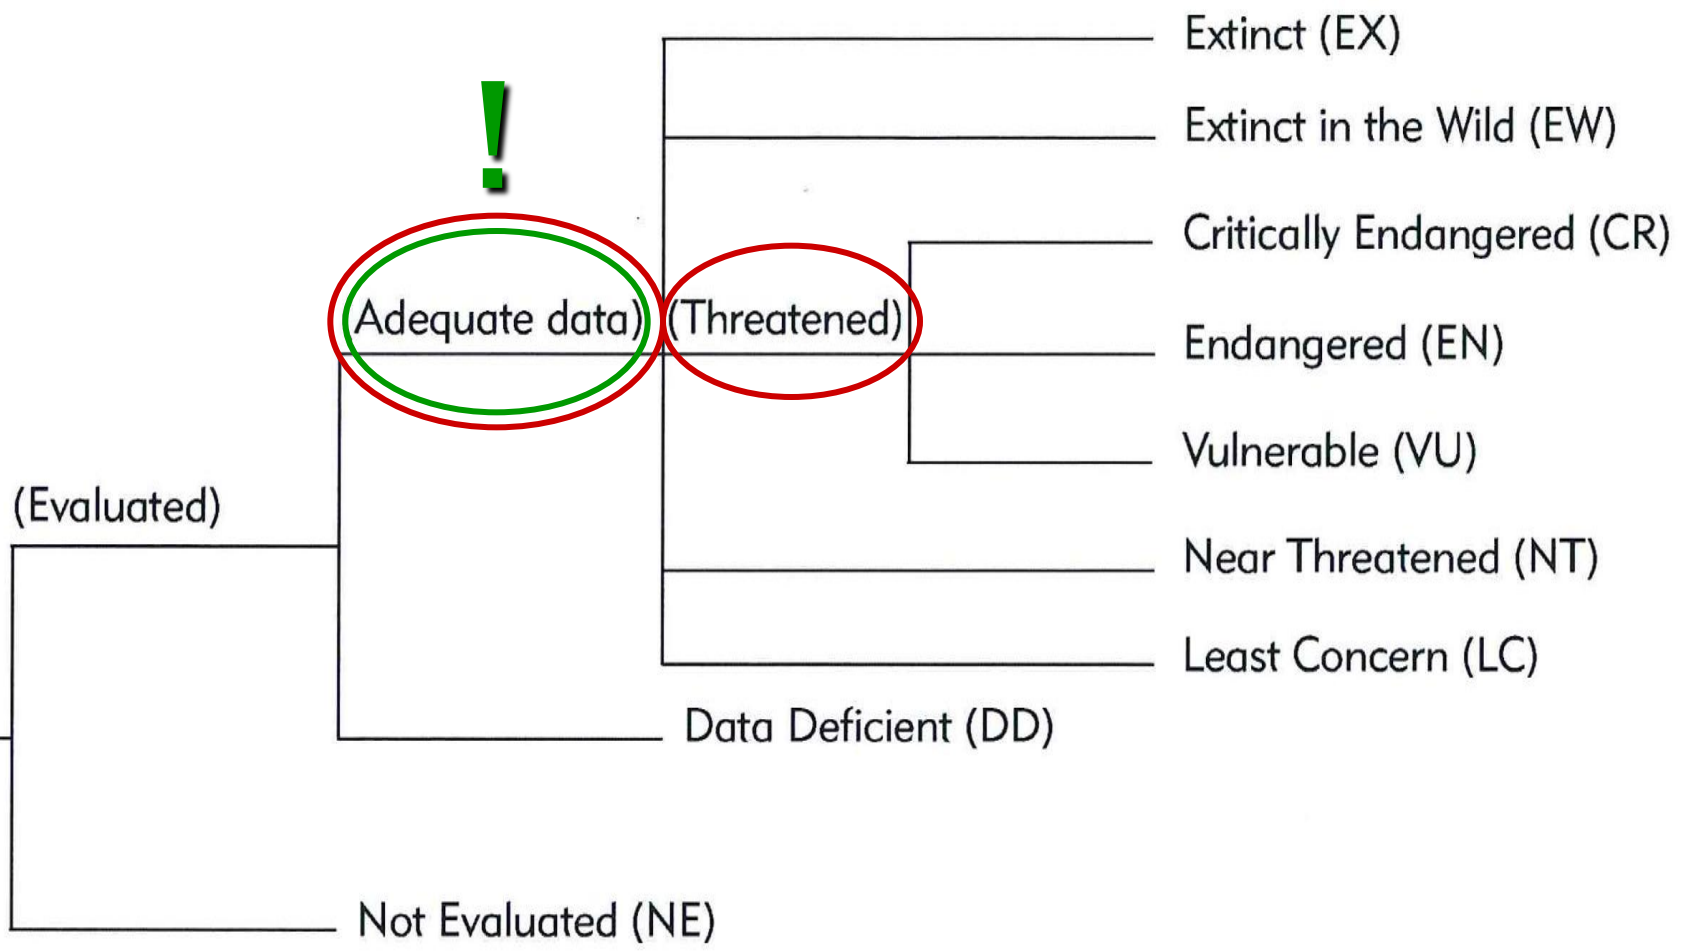 Extinct (EX)
!
Extinct in the Wild (EW)
Critically Endangered (CR)
Adequate data) (Threatened)
Endangered (EN)
Vulnerable (VU)
(Evaluated)
Near Threatened (NT)
Least Concern (LC)
Data Deficient (DD)
Not Evaluated (NE)